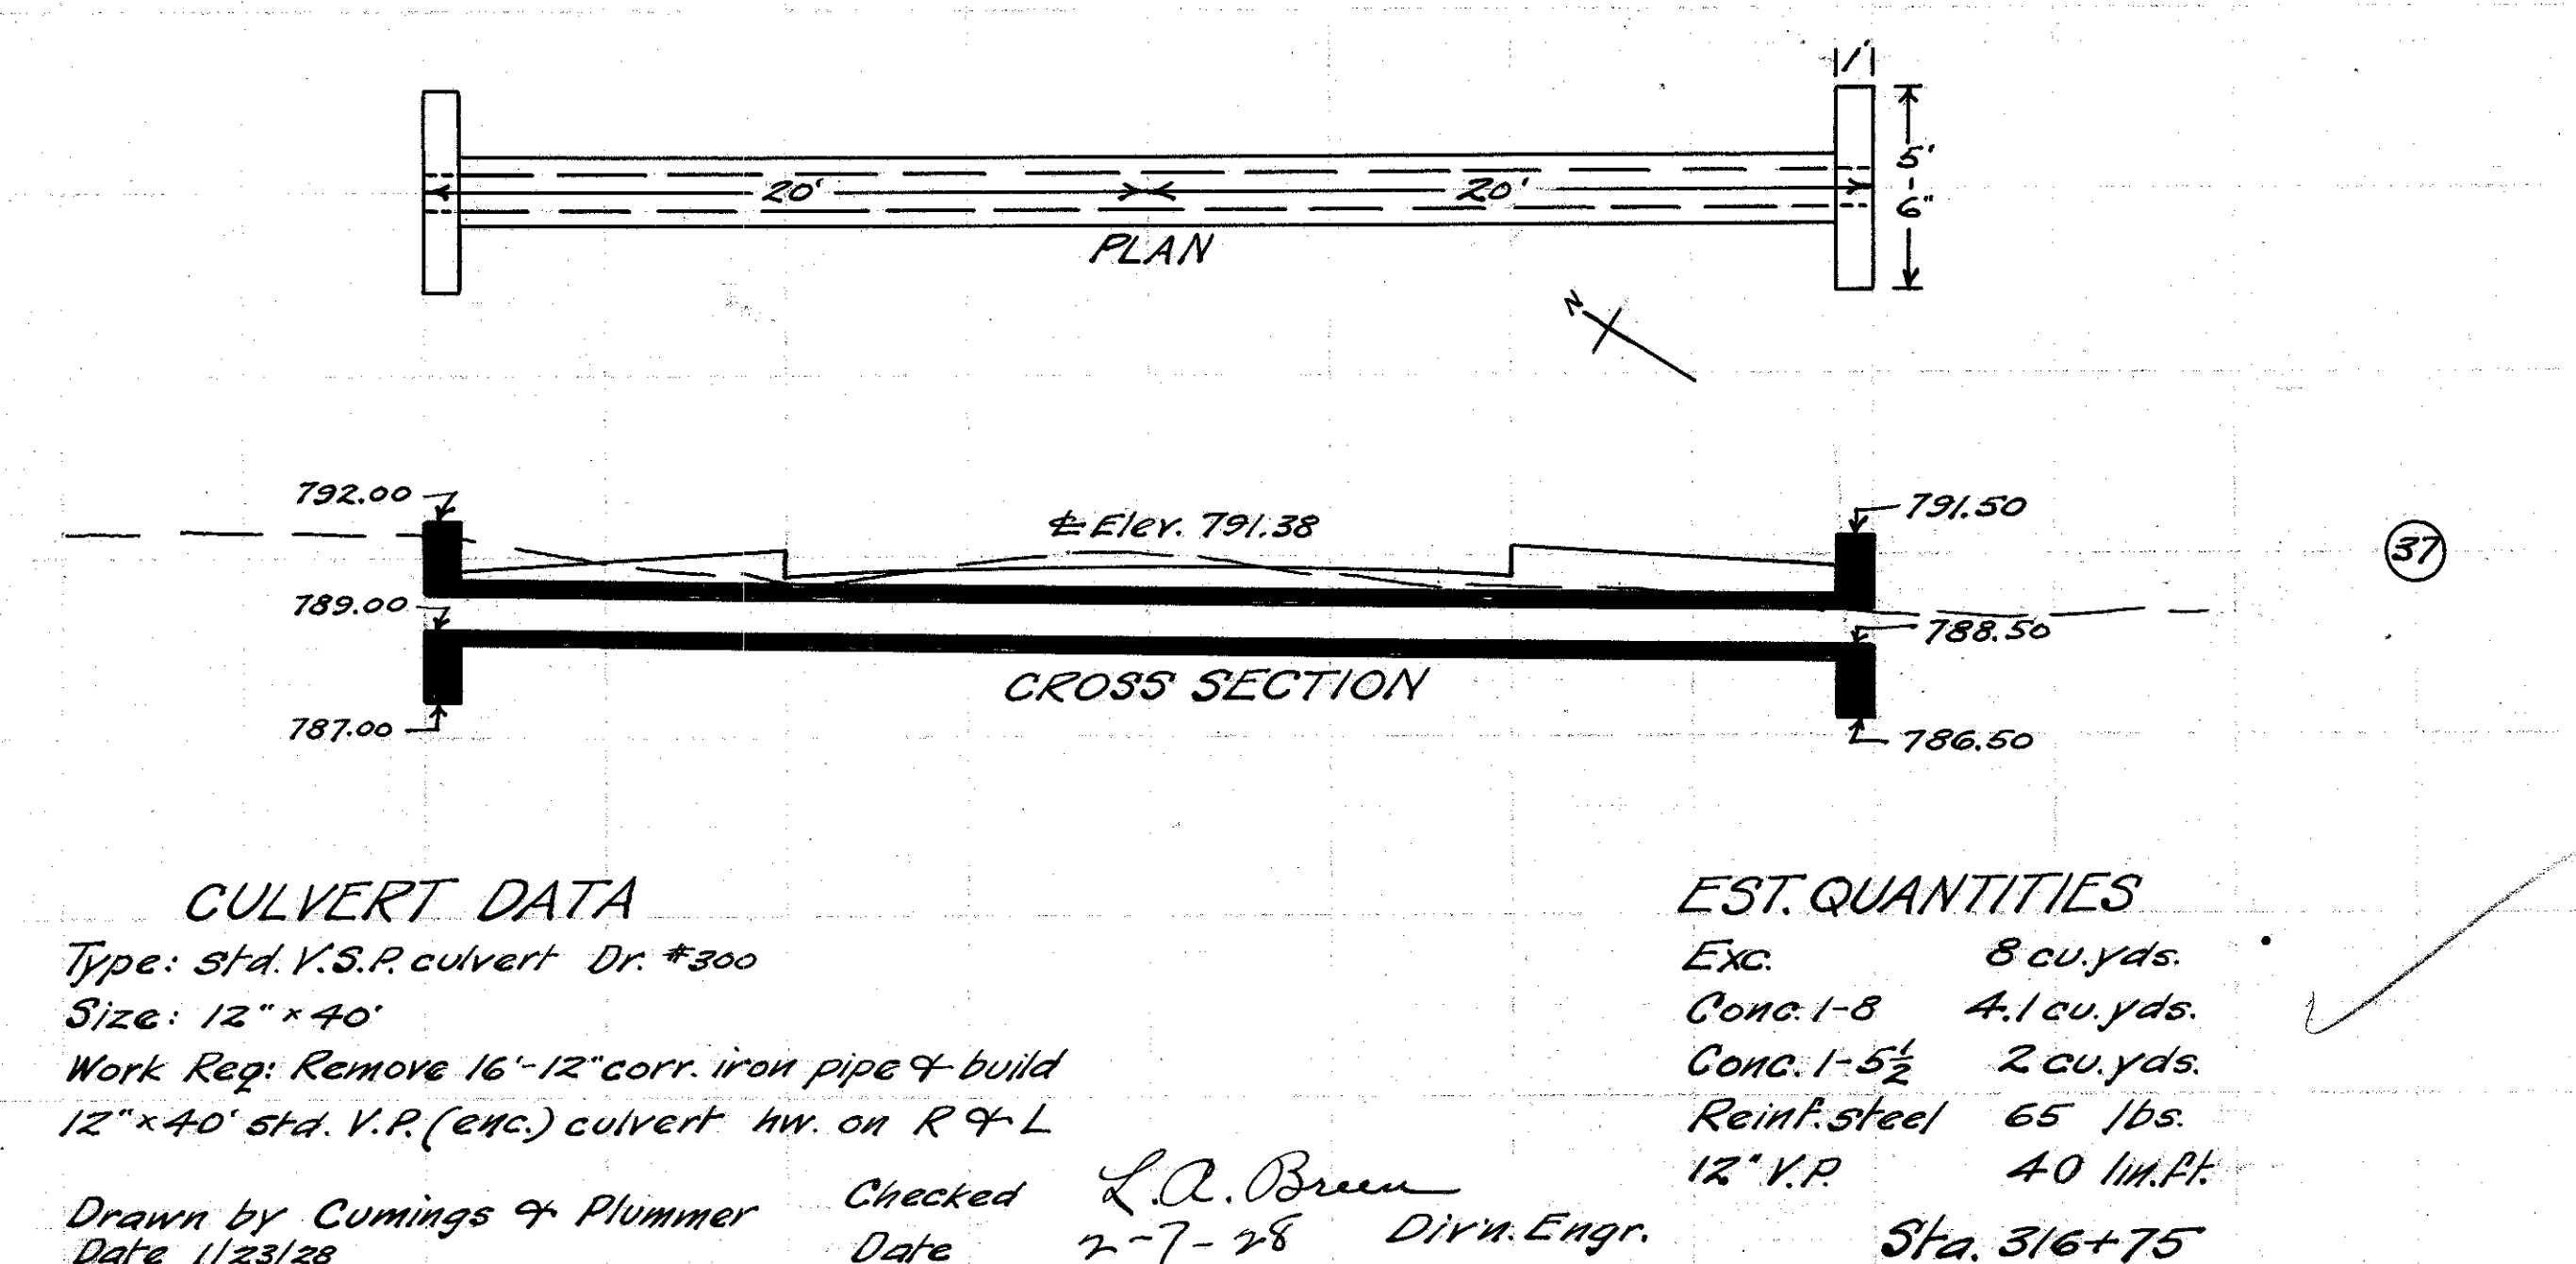 1'
5'-6"
20' 20'
PLAN
N
792.00
℄ Elev. 791.38
791.50
37
789.00
788.50
CROSS SECTION
787.00
786.50
CULVERT DATA
Type: Std. V.S.P. culvert Dr. #300
Size: 12" × 40'
Work Req: Remove 16'-12" corr. iron pipe & build
12" × 40' std. V.P. (enc.) culvert hw. on R & L
Drawn by Cumings & Plummer
Date 1/23/28
Checked L.A. Breen
Date 2-7-28 Div'n. Engr.
EST. QUANTITIES
Exc. 8 cu.yds.
Conc. 1-8 4.1 cu.yds.
Conc. 1-5½ 2 cu.yds.
Reinf. steel 65 lbs.
12" V.P. 40 lin.ft.
Sta. 316+75